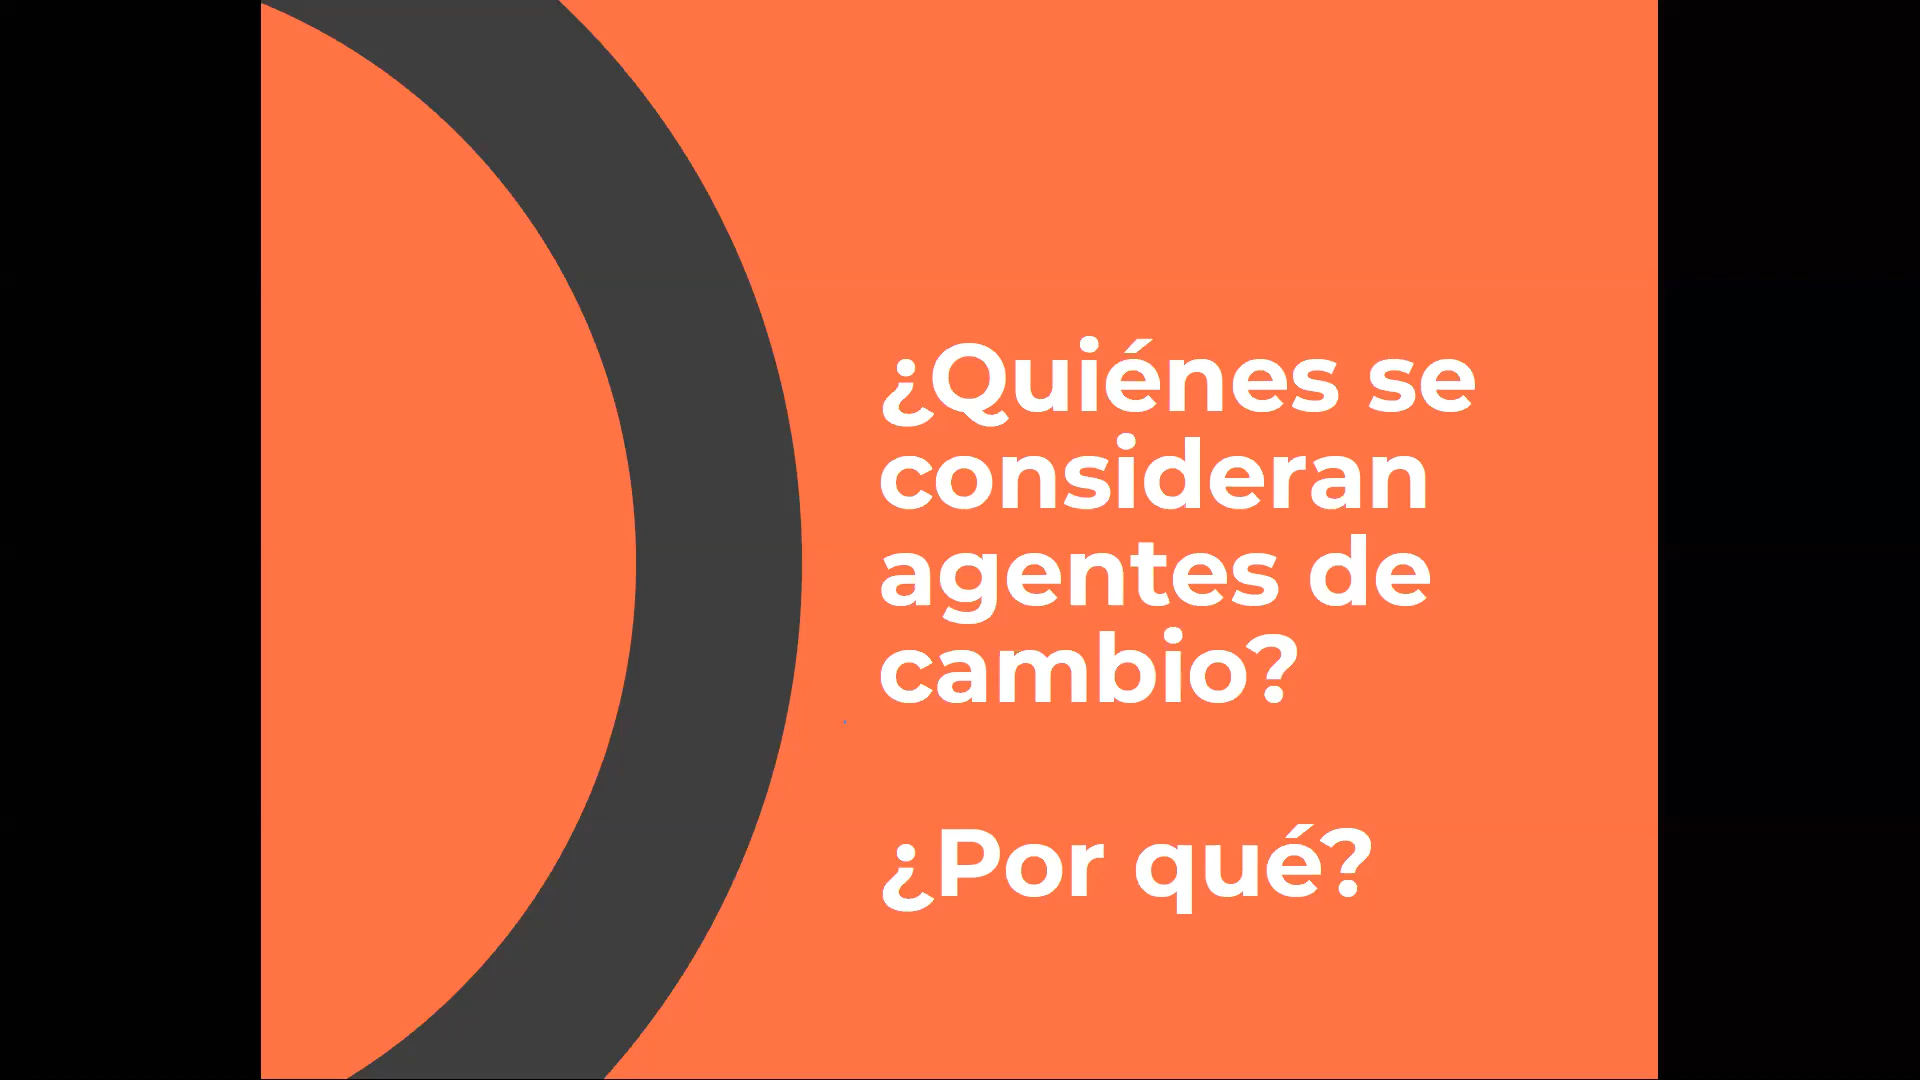 ¿Quiénes se
consideran
agentes de
cambio?
¿Por qué?